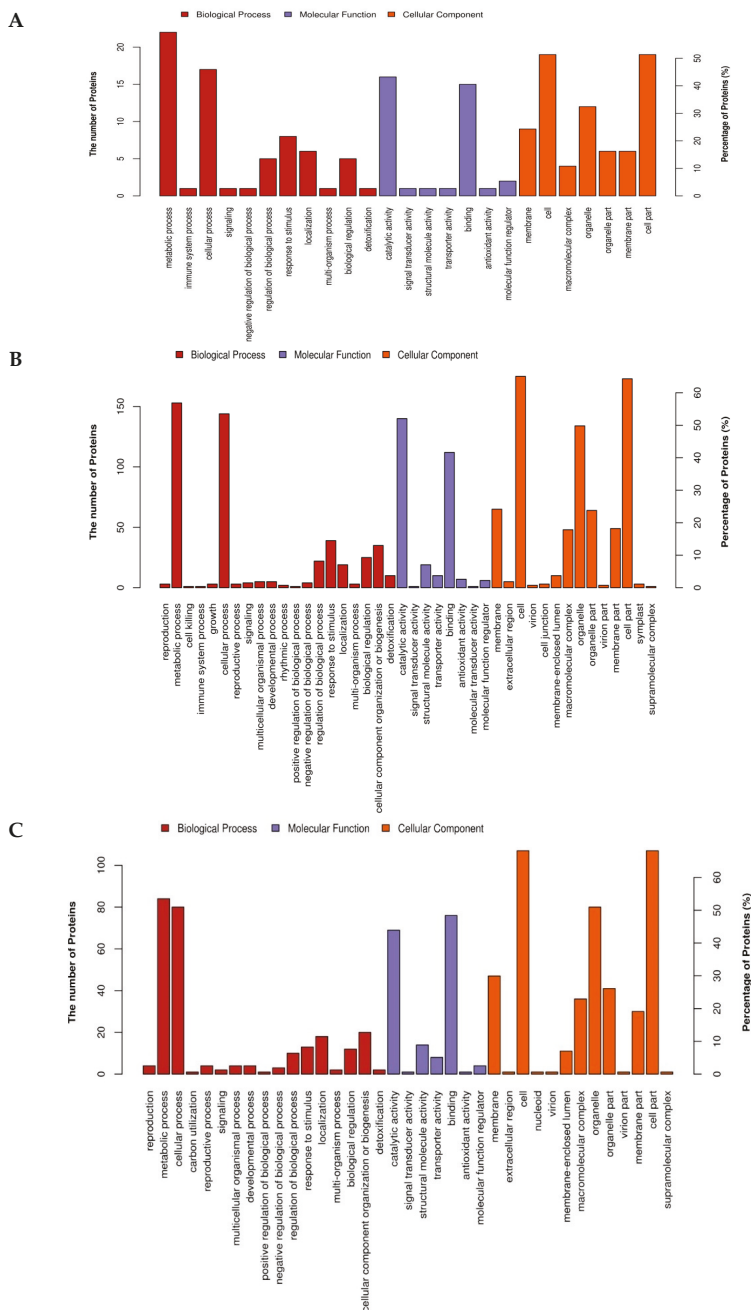 A
Biological Process Molecular Function Cellular Component
The number of Proteins
20
15
10
5
0
Percentage of Proteins (%)
50
40
30
20
10
0
metabolic process
immune system process
cellular process
signaling
negative regulation of biological process
regulation of biological process
response to stimulus
localization
multi-organism process
biological regulation
detoxification
catalytic activity
signal transducer activity
structural molecule activity
transporter activity
binding
antioxidant activity
molecular function regulator
membrane
cell
macromolecular complex
organelle
organelle part
membrane part
cell part
B
Biological Process Molecular Function Cellular Component
The number of Proteins
150
100
50
0
Percentage of Proteins (%)
60
50
40
30
20
10
0
reproduction
metabolic process
cell killing
immune system process
growth
cellular process
reproductive process
signaling
multicellular organismal process
developmental process
rhythmic process
positive regulation of biological process
negative regulation of biological process
regulation of biological process
response to stimulus
localization
multi-organism process
biological regulation
cellular component organization or biogenesis
detoxification
catalytic activity
signal transducer activity
structural molecule activity
transporter activity
binding
antioxidant activity
molecular transducer activity
molecular function regulator
membrane
extracellular region
cell
virion
cell junction
membrane-enclosed lumen
macromolecular complex
organelle
organelle part
virion part
membrane part
cell part
symplast
supramolecular complex
C
Biological Process Molecular Function Cellular Component
The number of Proteins
100
80
60
40
20
0
Percentage of Proteins (%)
60
50
40
30
20
10
0
reproduction
metabolic process
cellular process
carbon utilization
reproductive process
signaling
multicellular organismal process
developmental process
positive regulation of biological process
negative regulation of biological process
regulation of biological process
response to stimulus
localization
multi-organism process
biological regulation
cellular component organization or biogenesis
detoxification
catalytic activity
signal transducer activity
structural molecule activity
transporter activity
binding
antioxidant activity
molecular function regulator
membrane
extracellular region
cell
nucleoid
virion
membrane-enclosed lumen
macromolecular complex
organelle
organelle part
virion part
membrane part
cell part
supramolecular complex